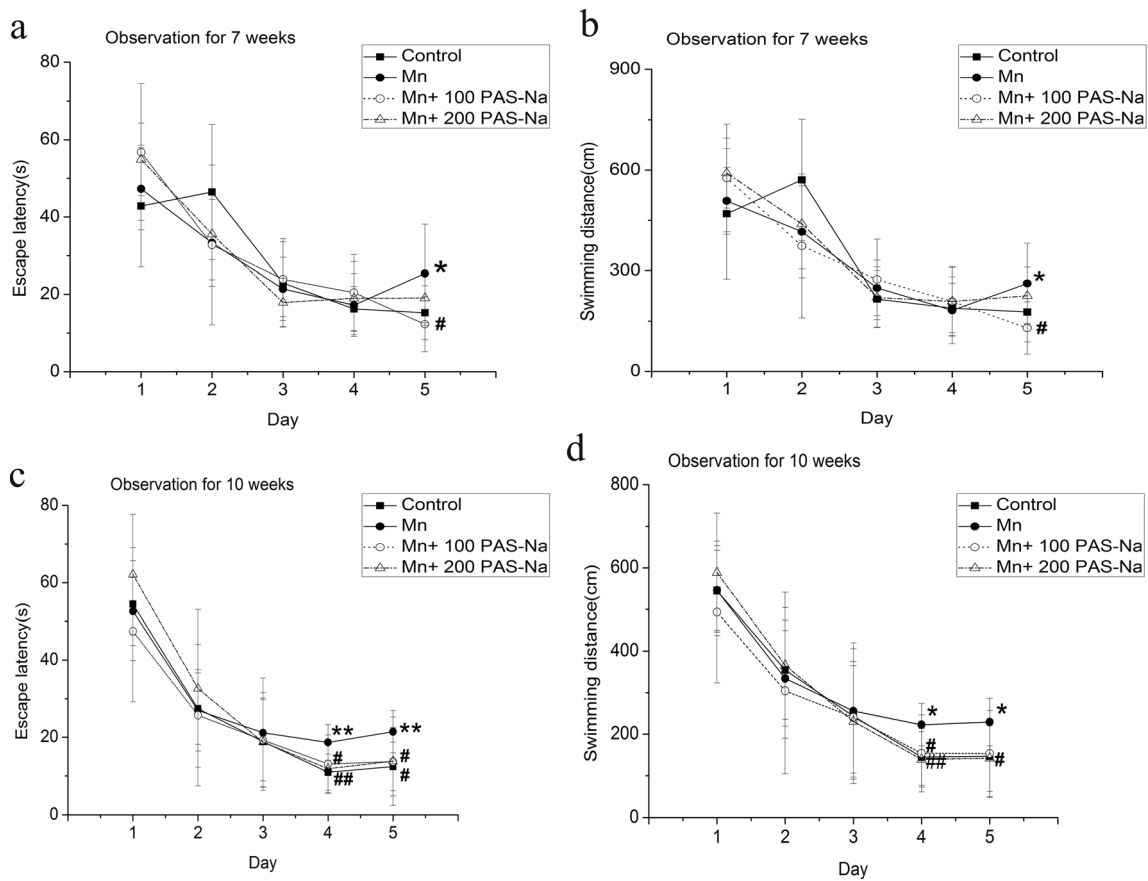 a
Observation for 7 weeks
Control
Mn
Mn+ 100 PAS-Na
Mn+ 200 PAS-Na
80
60
40
20
0
Escape latency(s)
*
#
1 2 3 4 5
Day
b
Observation for 7 weeks
Control
Mn
Mn+ 100 PAS-Na
Mn+ 200 PAS-Na
900
600
300
0
Swimming distance(cm)
*
#
1 2 3 4 5
Day
c
Observation for 10 weeks
Control
Mn
Mn+ 100 PAS-Na
Mn+ 200 PAS-Na
80
60
40
20
0
Escape latency(s)
** **
# #
## #
1 2 3 4 5
Day
d
Observation for 10 weeks
Control
Mn
Mn+ 100 PAS-Na
Mn+ 200 PAS-Na
800
600
400
200
0
Swimming distance(cm)
* *
#
## #
1 2 3 4 5
Day